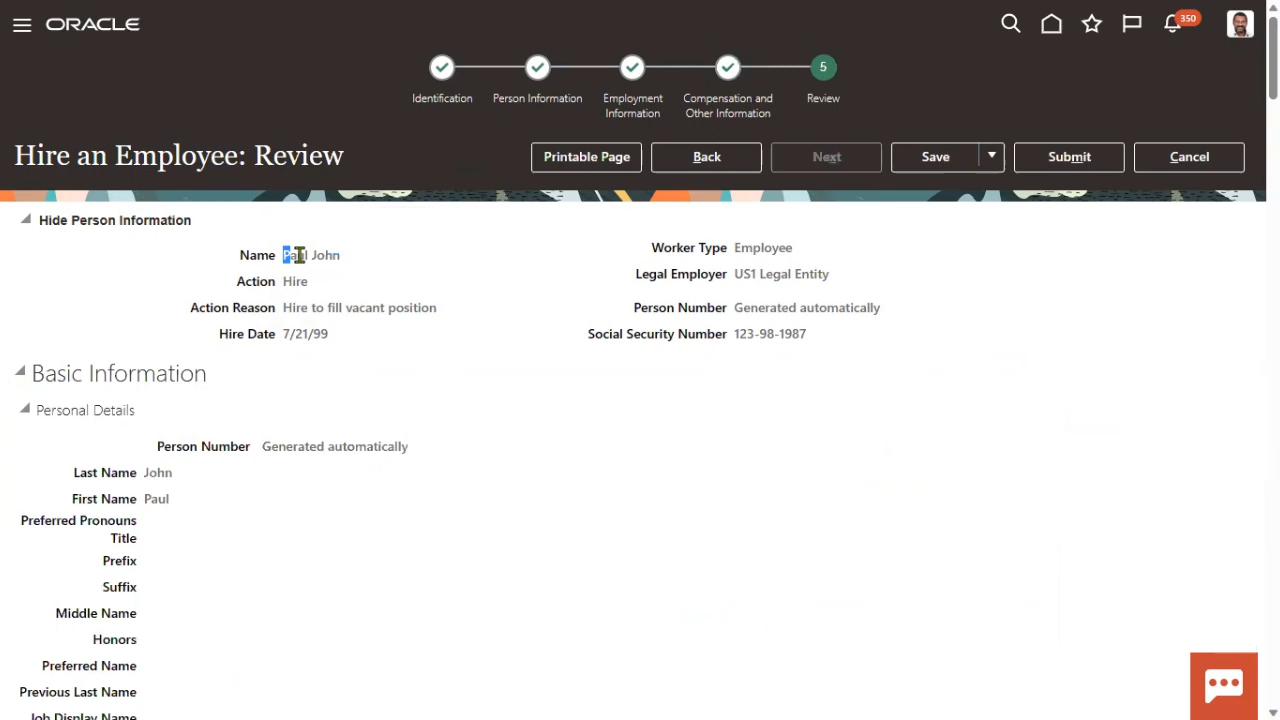 ORACLE
350
5
Identification
Person Information
Employment Information
Compensation and Other Information
Review
Hire an Employee: Review
Printable Page
Back
Next
Save
Submit
Cancel
Hide Person Information
Name Paul John
Action Hire
Action Reason Hire to fill vacant position
Hire Date 7/21/99
Worker Type Employee
Legal Employer US1 Legal Entity
Person Number Generated automatically
Social Security Number 123-98-1987
Basic Information
Personal Details
Person Number Generated automatically
Last Name John
First Name Paul
Preferred Pronouns
Title
Prefix
Suffix
Middle Name
Honors
Preferred Name
Previous Last Name
Job Display Name